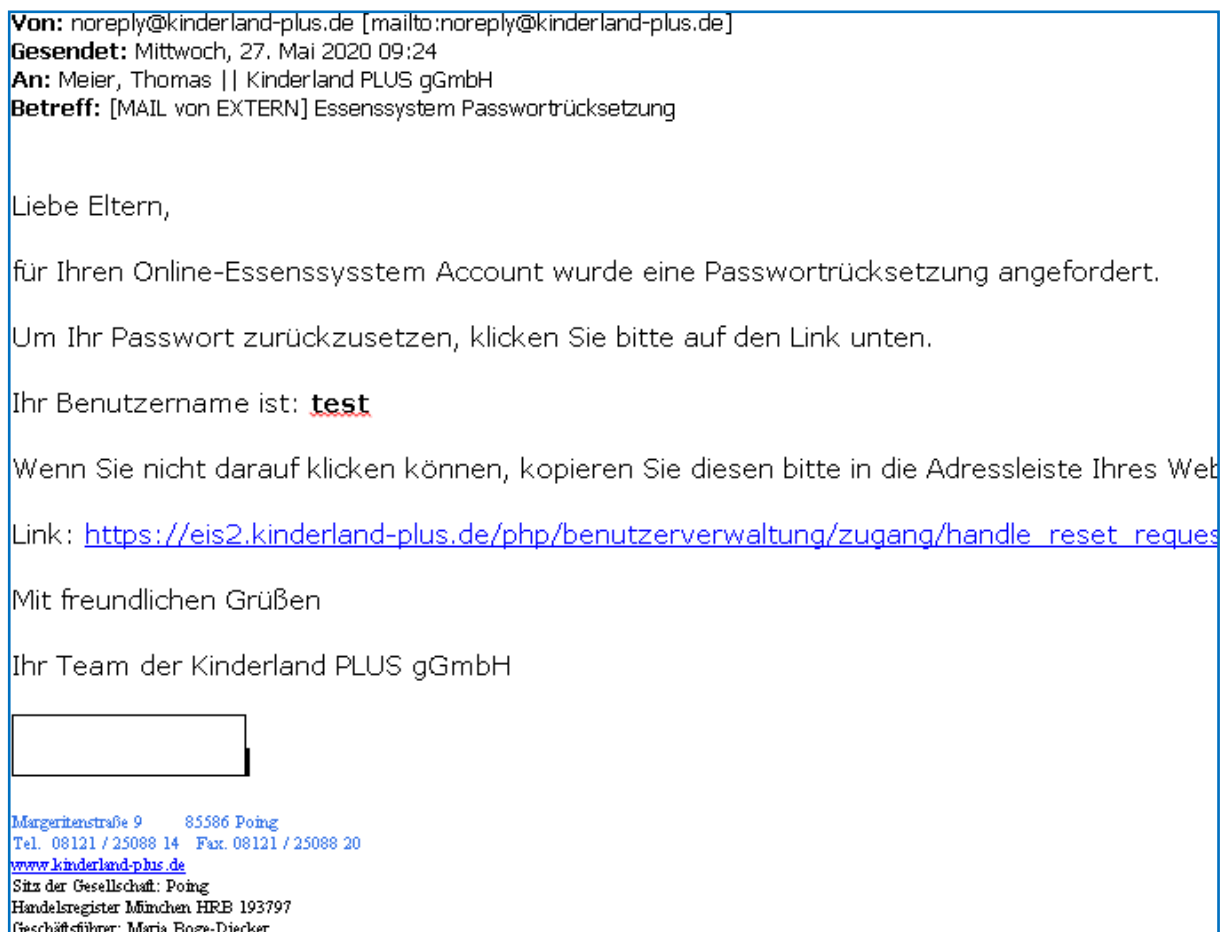 Von: noreply@kinderland-plus.de [mailto:noreply@kinderland-plus.de]
Gesendet: Mittwoch, 27. Mai 2020 09:24
An: Meier, Thomas || Kinderland PLUS gGmbH
Betreff: [MAIL von EXTERN] Essenssystem Passwortrücksetzung
Liebe Eltern,
für Ihren Online-Essenssysstem Account wurde eine Passwortrücksetzung angefordert.
Um Ihr Passwort zurückzusetzen, klicken Sie bitte auf den Link unten.
Ihr Benutzername ist: test
Wenn Sie nicht darauf klicken können, kopieren Sie diesen bitte in die Adressleiste Ihres Web
Link: https://eis2.kinderland-plus.de/php/benutzerverwaltung/zugang/handle_reset_reques
Mit freundlichen Grüßen
Ihr Team der Kinderland PLUS gGmbH
Margeritenstraße 9 85586 Poing
Tel. 08121 / 25088 14 Fax. 08121 / 25088 20
www.kinderland-plus.de
Sitz der Gesellschaft: Poing
Handelsregister München HRB 193797
Geschäftsführer: Maria Boge-Diecker